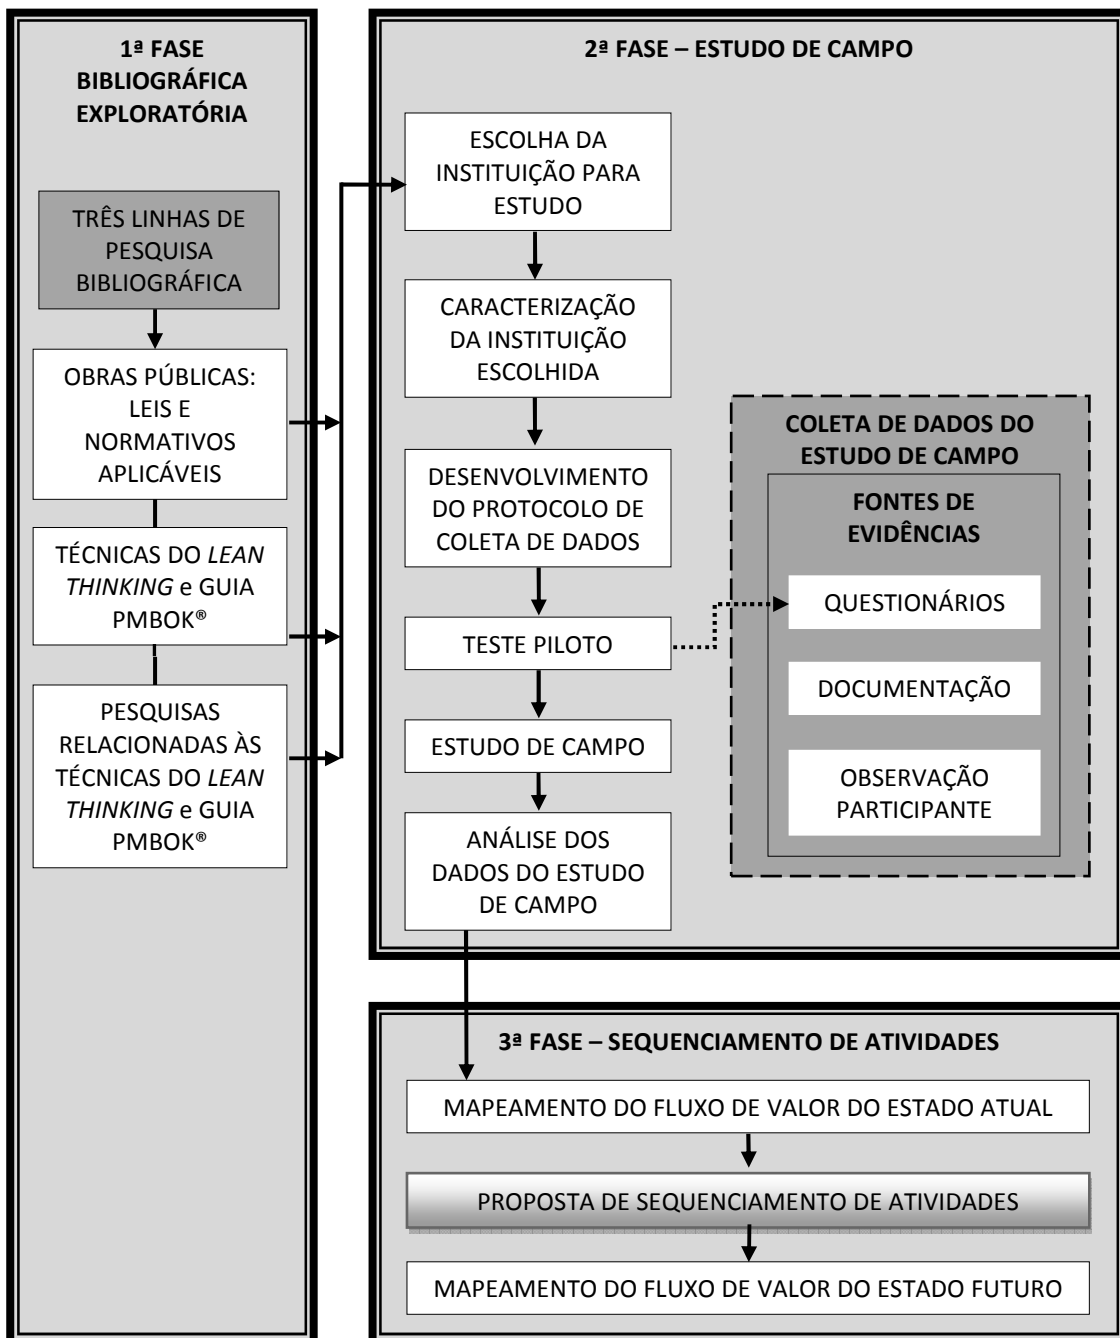 1ª FASE
BIBLIOGRÁFICA
EXPLORATÓRIA
TRÊS LINHAS DE
PESQUISA
BIBLIOGRÁFICA
OBRAS PÚBLICAS:
LEIS E
NORMATIVOS
APLICÁVEIS
TÉCNICAS DO LEAN
THINKING e GUIA
PMBOK®
PESQUISAS
RELACIONADAS ÀS
TÉCNICAS DO LEAN
THINKING e GUIA
PMBOK®
2ª FASE – ESTUDO DE CAMPO
ESCOLHA DA
INSTITUIÇÃO PARA
ESTUDO
CARACTERIZAÇÃO
DA INSTITUIÇÃO
ESCOLHIDA
DESENVOLVIMENTO
DO PROTOCOLO DE
COLETA DE DADOS
TESTE PILOTO
ESTUDO DE CAMPO
ANÁLISE DOS
DADOS DO ESTUDO
DE CAMPO
COLETA DE DADOS DO
ESTUDO DE CAMPO
FONTES DE
EVIDÊNCIAS
QUESTIONÁRIOS
DOCUMENTAÇÃO
OBSERVAÇÃO
PARTICIPANTE
3ª FASE – SEQUENCIAMENTO DE ATIVIDADES
MAPEAMENTO DO FLUXO DE VALOR DO ESTADO ATUAL
PROPOSTA DE SEQUENCIAMENTO DE ATIVIDADES
MAPEAMENTO DO FLUXO DE VALOR DO ESTADO FUTURO